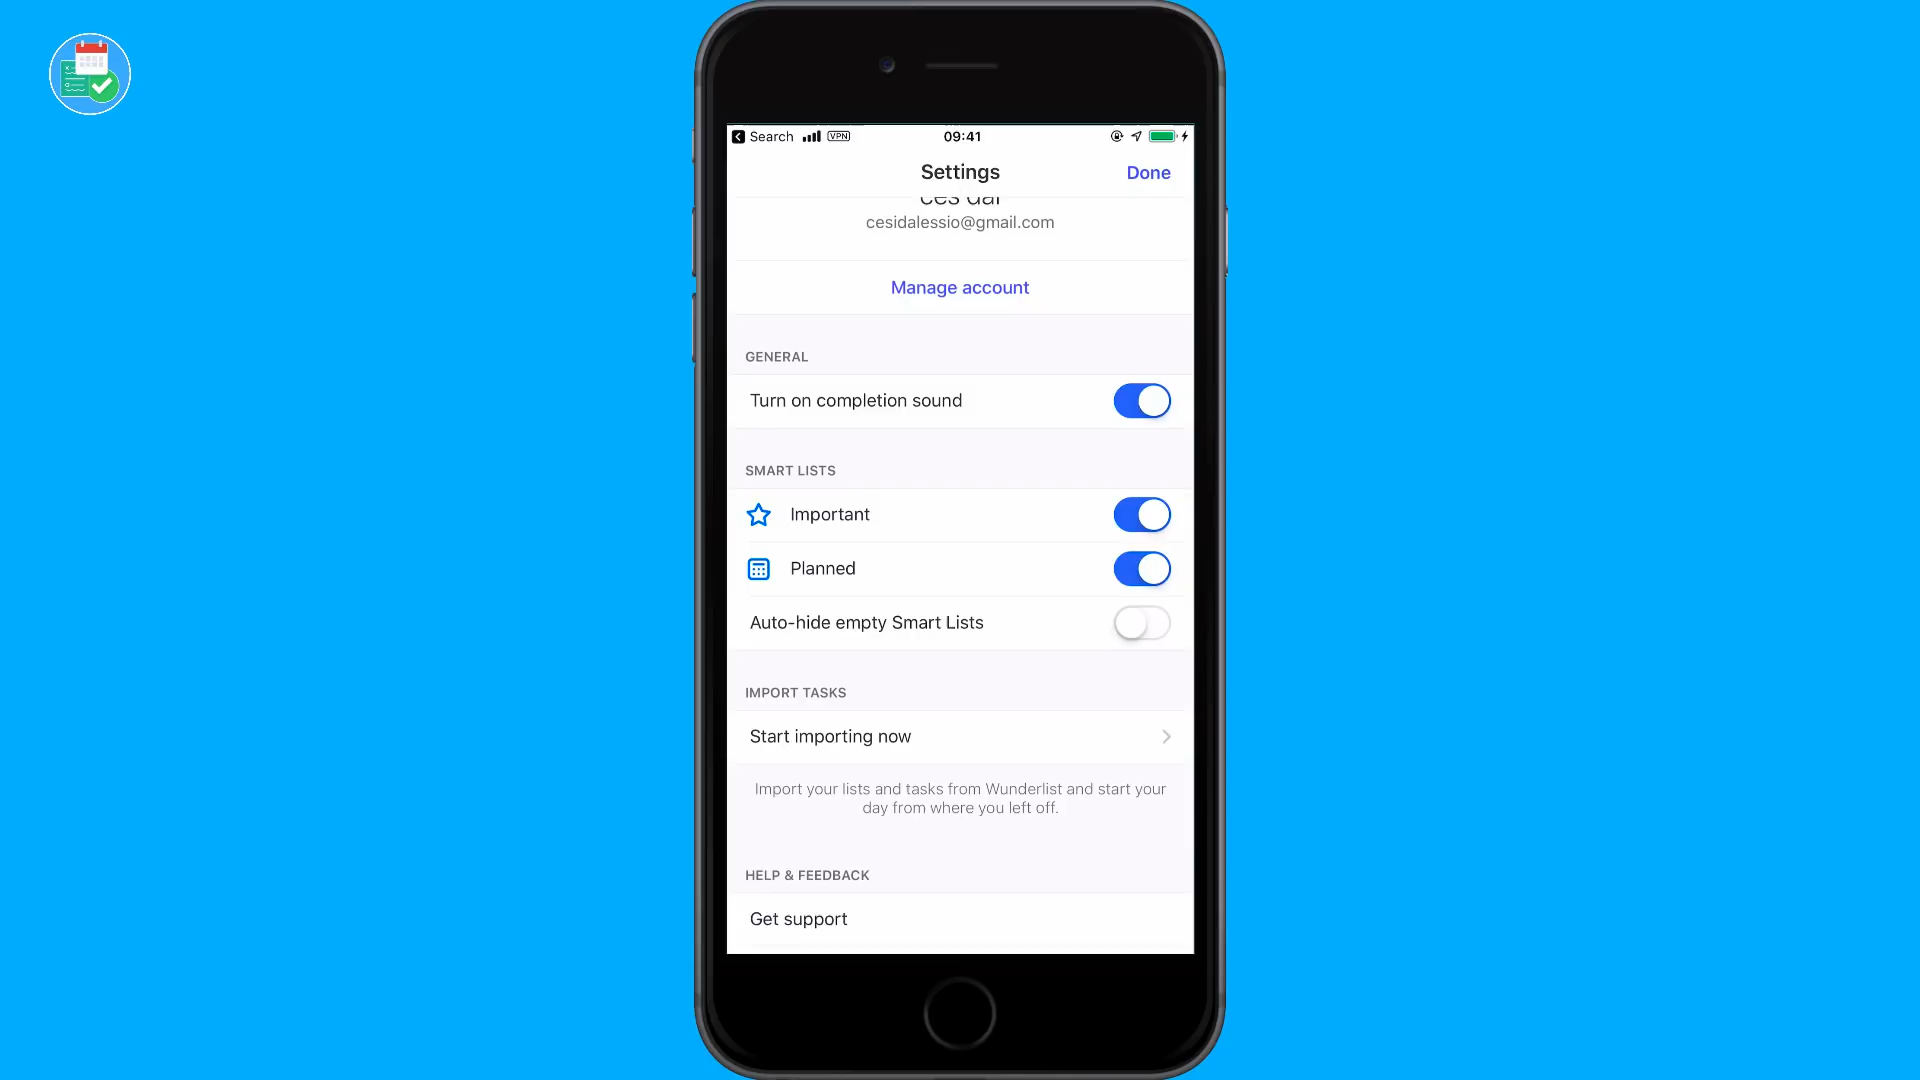 Search VPN 09:41
Settings
Done
ces dal
cesidalessio@gmail.com
Manage account
GENERAL
Turn on completion sound
SMART LISTS
Important
Planned
Auto-hide empty Smart Lists
IMPORT TASKS
Start importing now
Import your lists and tasks from Wunderlist and start your
day from where you left off.
HELP & FEEDBACK
Get support